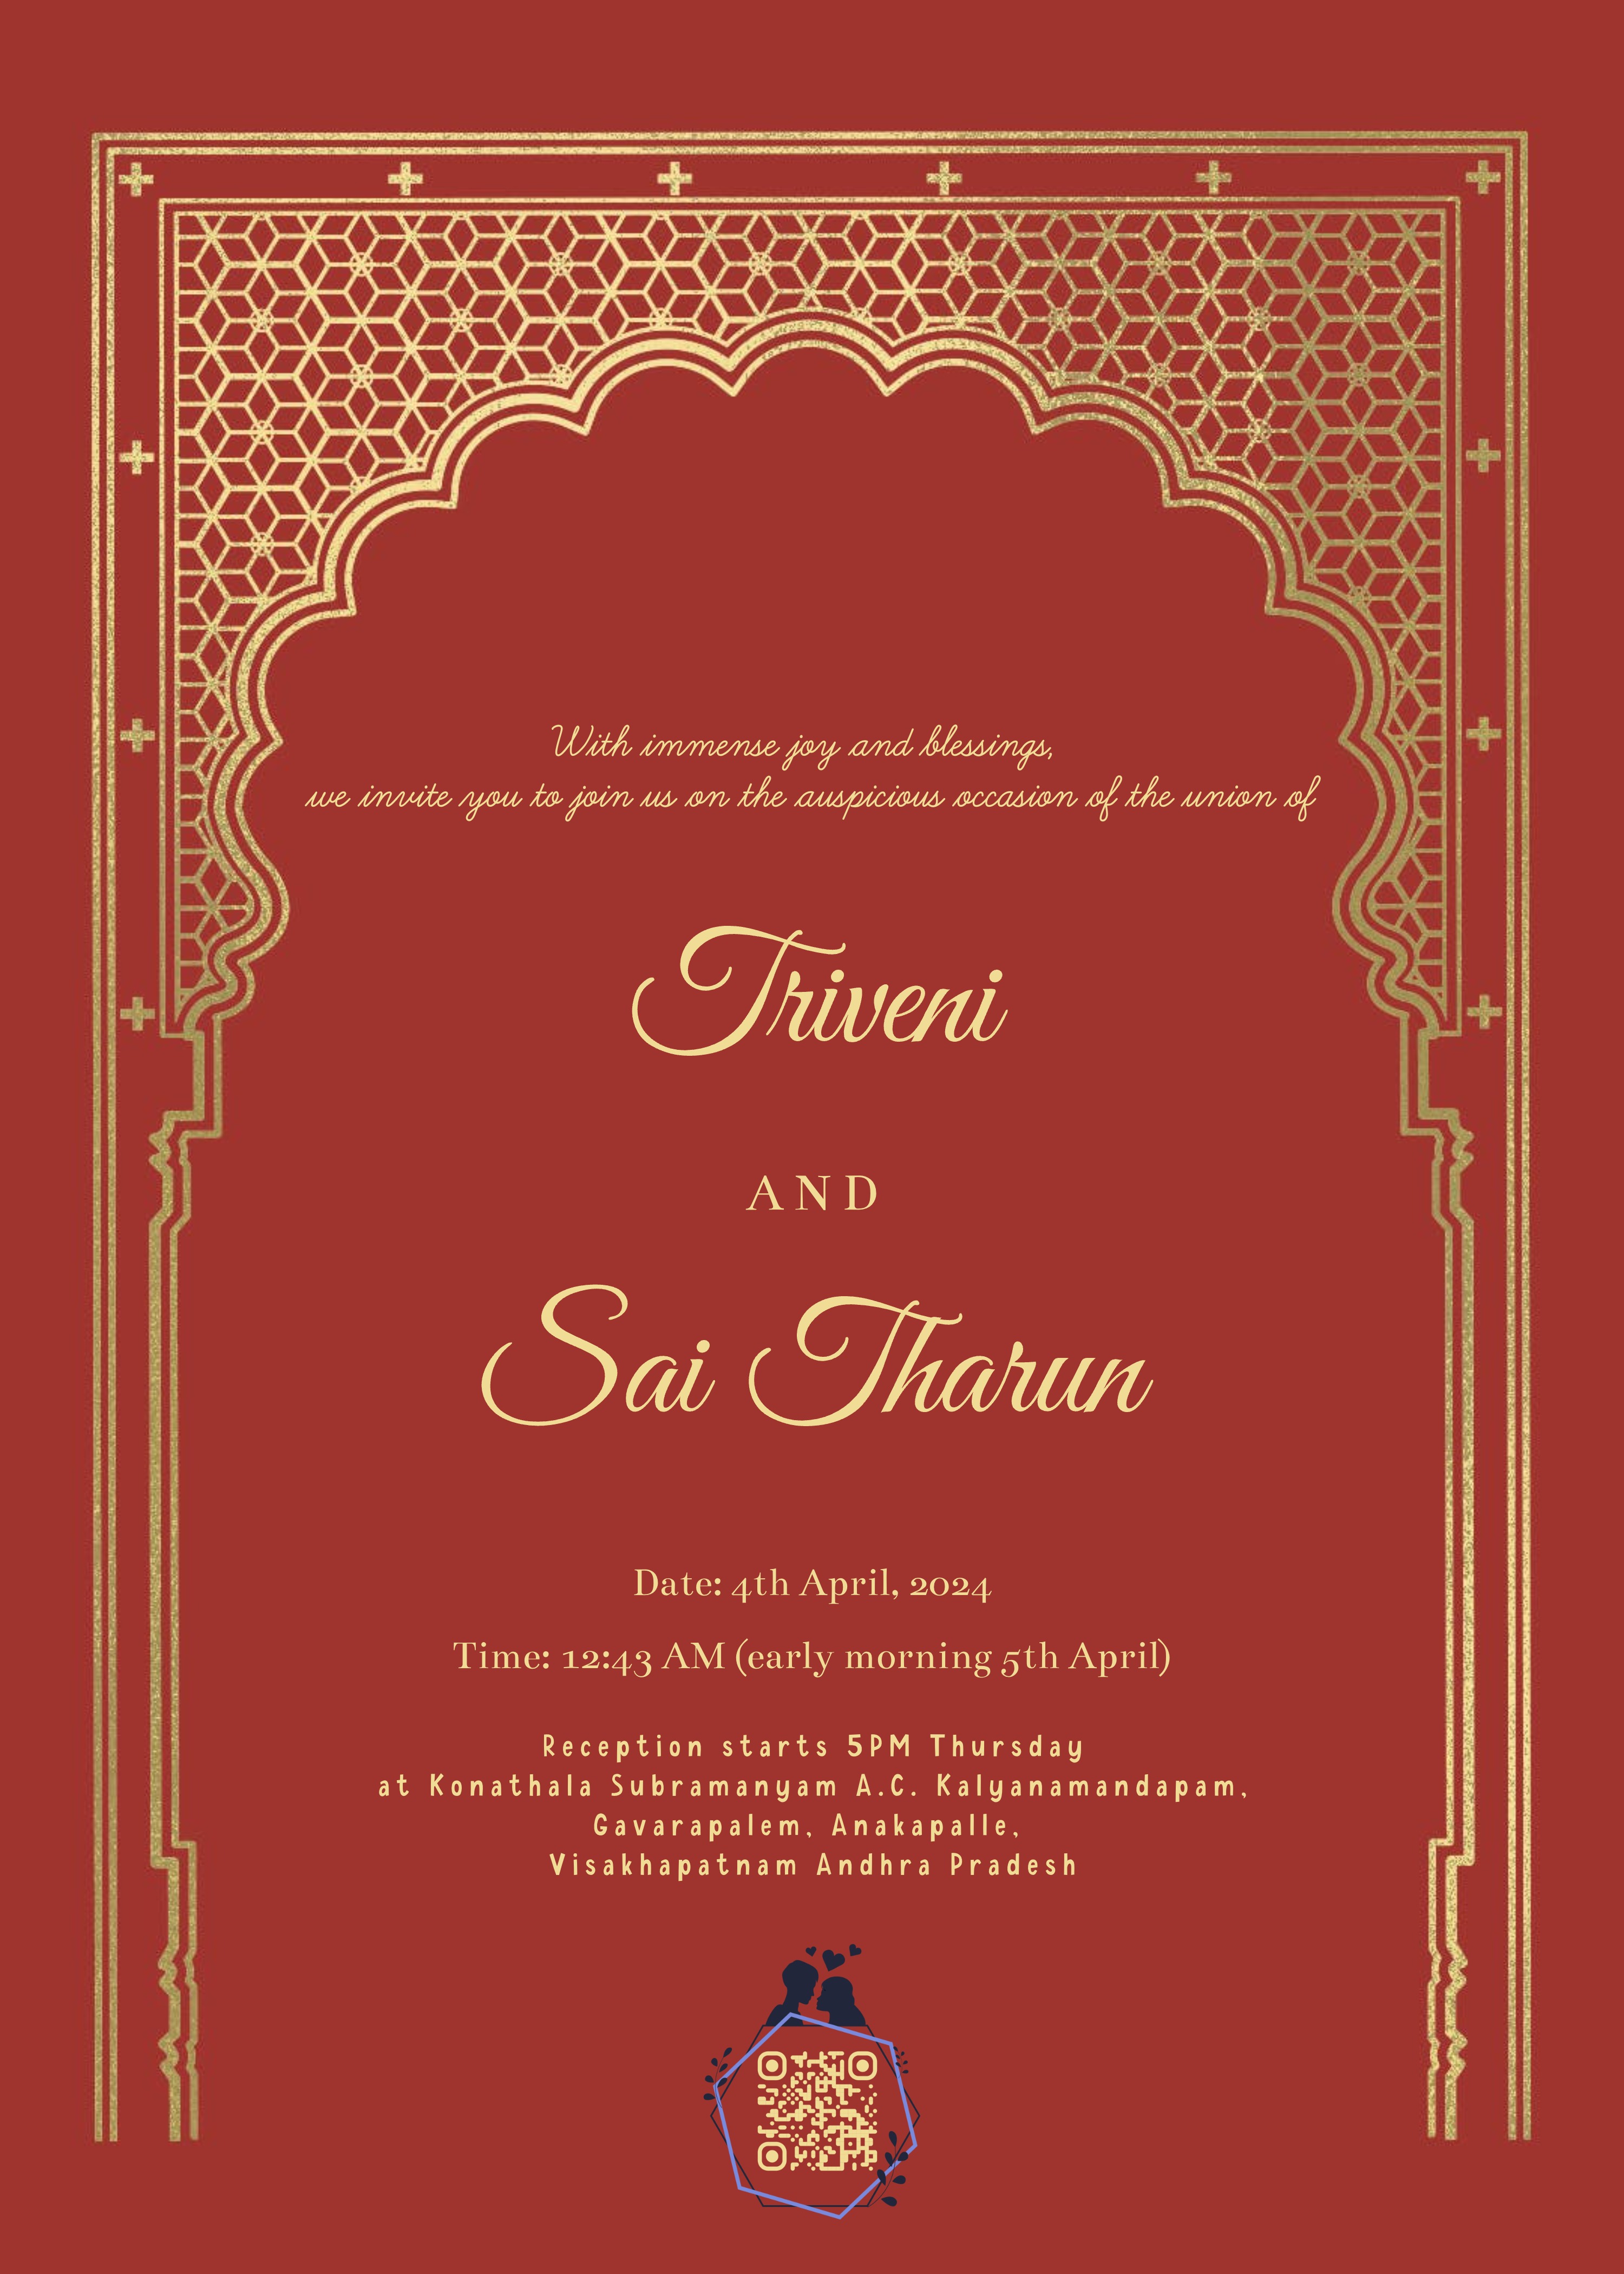 With immense joy and blessings,
we invite you to join us on the auspicious occasion of the union of
Triveni
AND
Sai Tharun
Date: 4th April, 2024
Time: 12:43 AM (early morning 5th April)
Reception starts 5PM Thursday
at Konathala Subramanyam A.C. Kalyanamandapam,
Gavarapalem, Anakapalle,
Visakhapatnam Andhra Pradesh